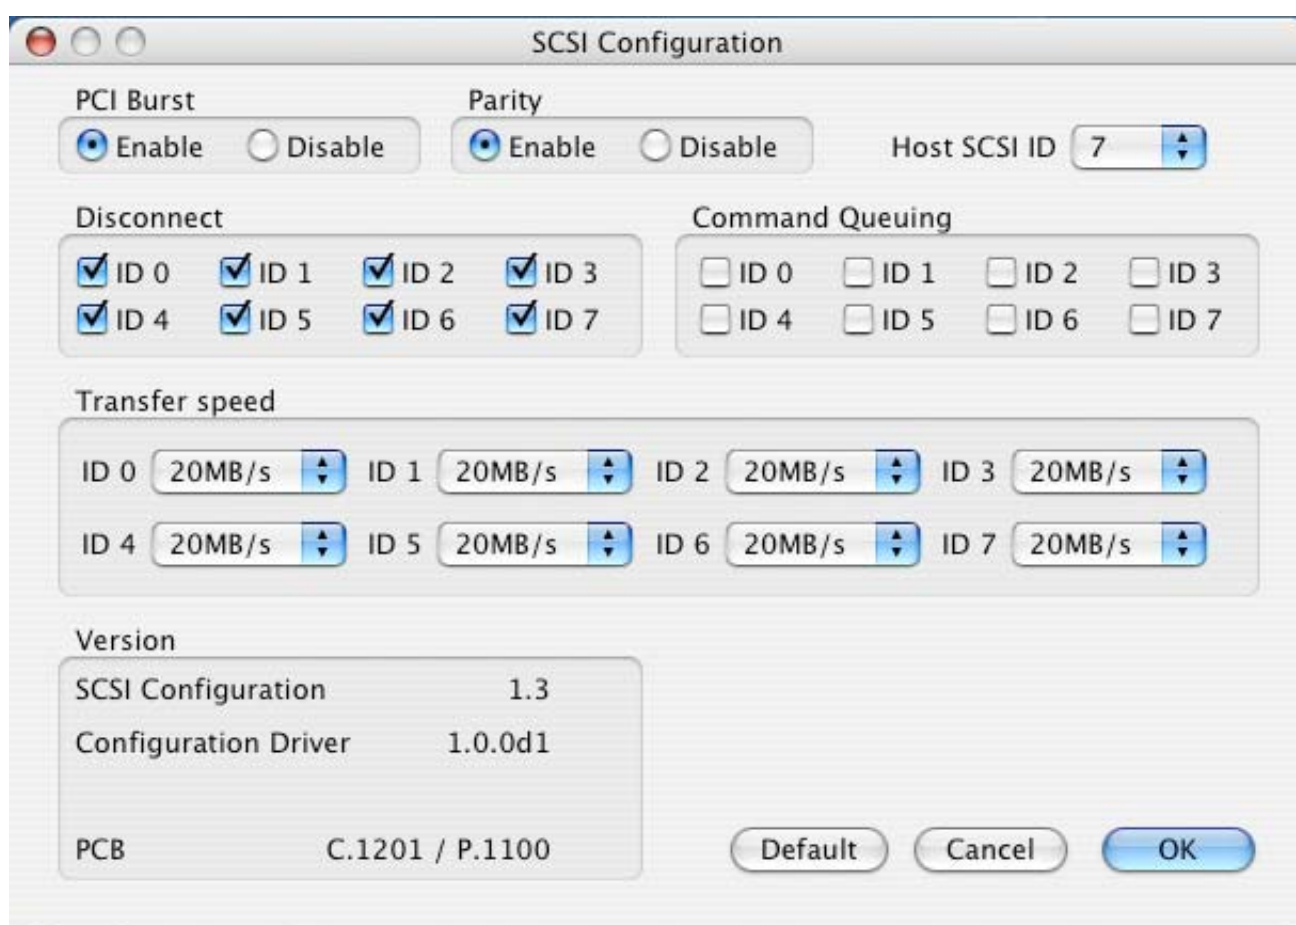 SCSI Configuration
PCI Burst
Parity
Enable Disable
Enable Disable
Host SCSI ID 7
Disconnect
Command Queuing
ID 0 ID 1 ID 2 ID 3
ID 0 ID 1 ID 2 ID 3
ID 4 ID 5 ID 6 ID 7
ID 4 ID 5 ID 6 ID 7
Transfer speed
ID 0 20MB/s ID 1 20MB/s ID 2 20MB/s ID 3 20MB/s
ID 4 20MB/s ID 5 20MB/s ID 6 20MB/s ID 7 20MB/s
Version
SCSI Configuration 1.3
Configuration Driver 1.0.0d1
PCB C.1201 / P.1100
Default Cancel OK